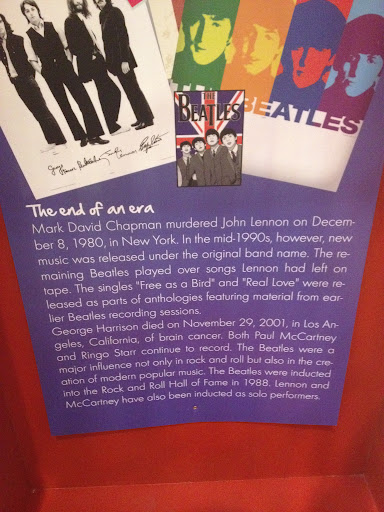 THE
BEATLES
THE BEATLES
The end of an era
Mark David Chapman murdered John Lennon on Decem-
ber 8, 1980, in New York. In the mid-1990s, however, new
music was released under the original band name. The re-
maining Beatles played over songs Lennon had left on
tape. The singles "Free as a Bird" and "Real Love" were re-
leased as parts of anthologies featuring material from ear-
lier Beatles recording sessions.
George Harrison died on November 29, 2001, in Los An-
geles, California, of brain cancer. Both Paul McCartney
and Ringo Starr continue to record. The Beatles were a
major influence not only in rock and roll but also in the cre-
ation of modern popular music. The Beatles were inducted
into the Rock and Roll Hall of Fame in 1988. Lennon and
McCartney have also been inducted as solo performers.